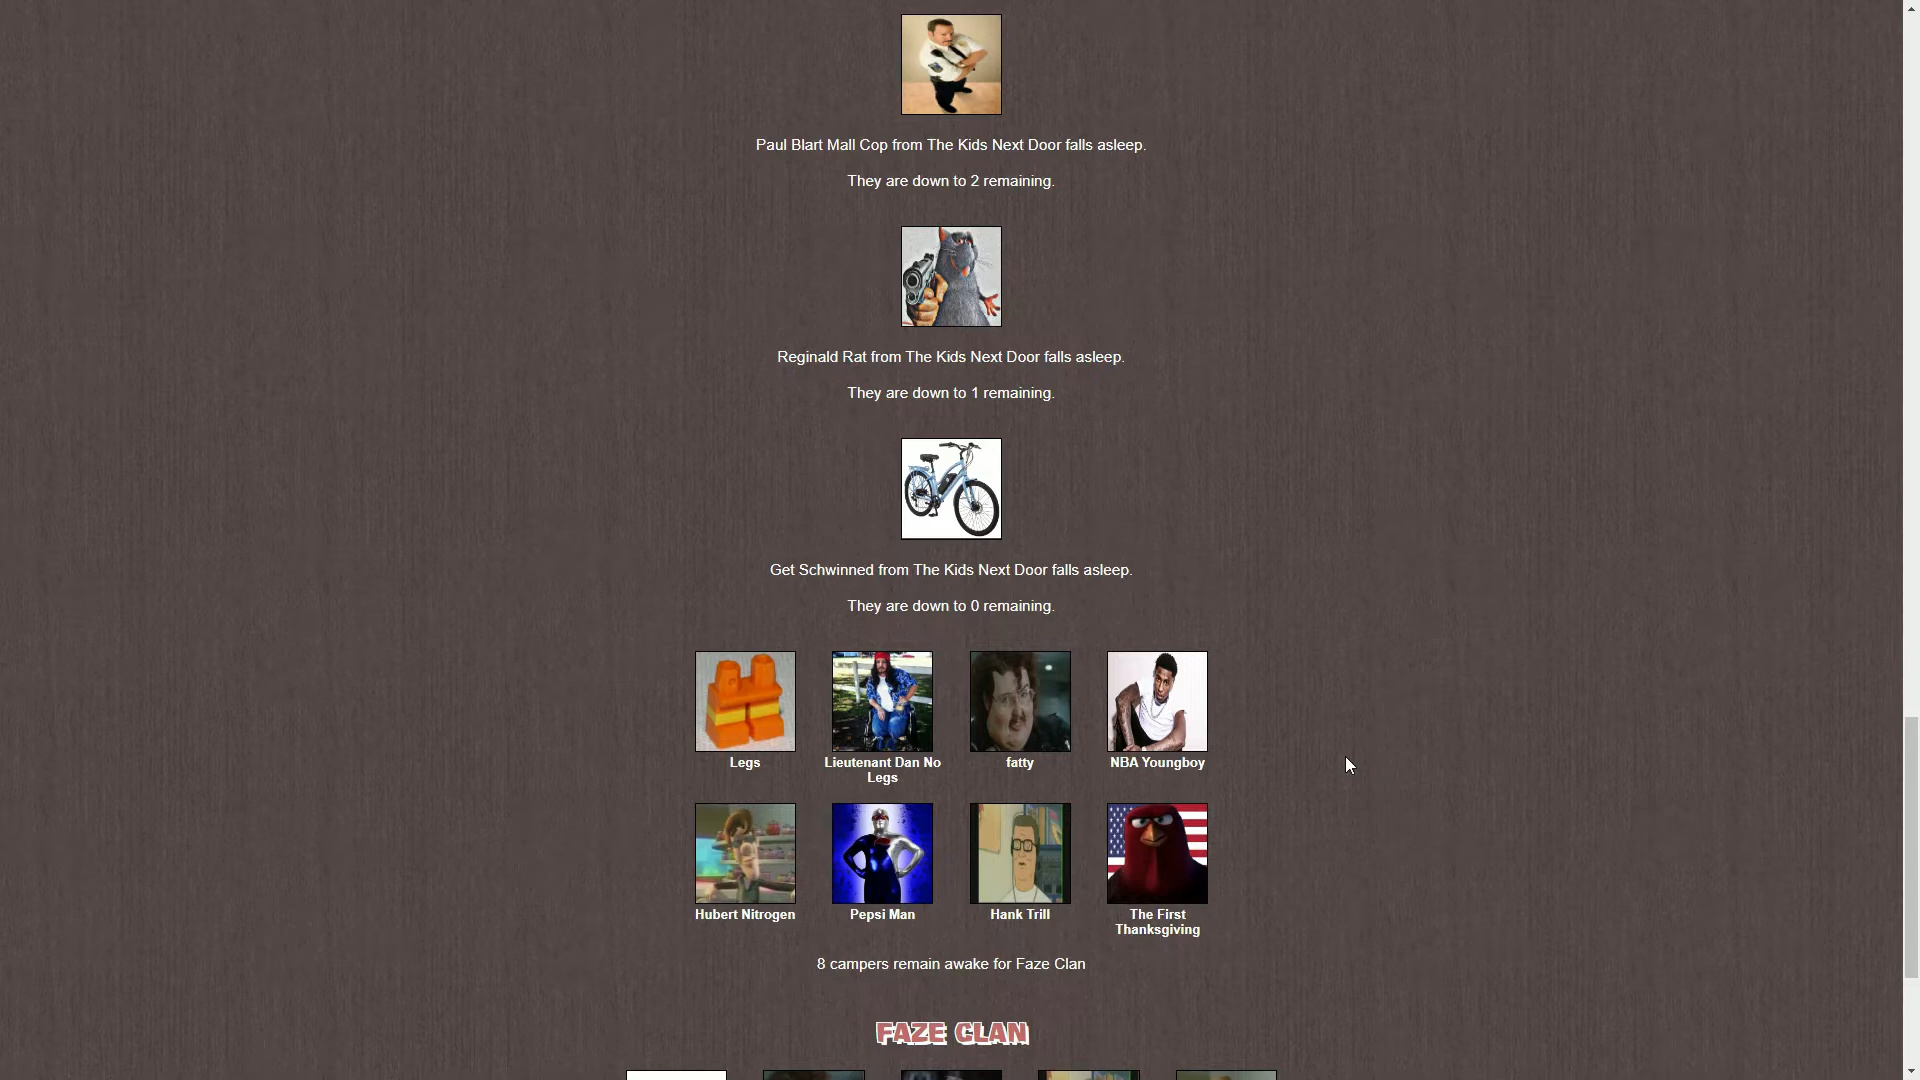 Paul Blart Mall Cop from The Kids Next Door falls asleep.
They are down to 2 remaining.
Reginald Rat from The Kids Next Door falls asleep.
They are down to 1 remaining.
Get Schwinned from The Kids Next Door falls asleep.
They are down to 0 remaining.
Legs
Lieutenant Dan No
Legs
fatty
NBA Youngboy
Hubert Nitrogen
Pepsi Man
Hank Trill
The First
Thanksgiving
8 campers remain awake for Faze Clan
FAZE CLAN